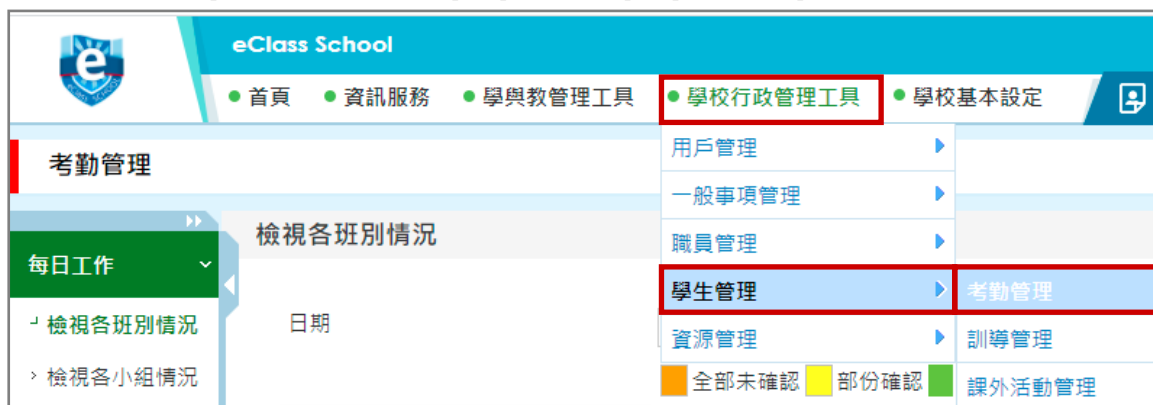 eClass School
首頁 資訊服務 學與教管理工具 學校行政管理工具 學校基本設定
考勤管理
用戶管理
一般事項管理
檢視各班別情況
職員管理
每日工作
學生管理 考勤管理
檢視各班別情況 日期
資源管理 訓導管理
檢視各小組情況
全部未確認 部份確認 課外活動管理